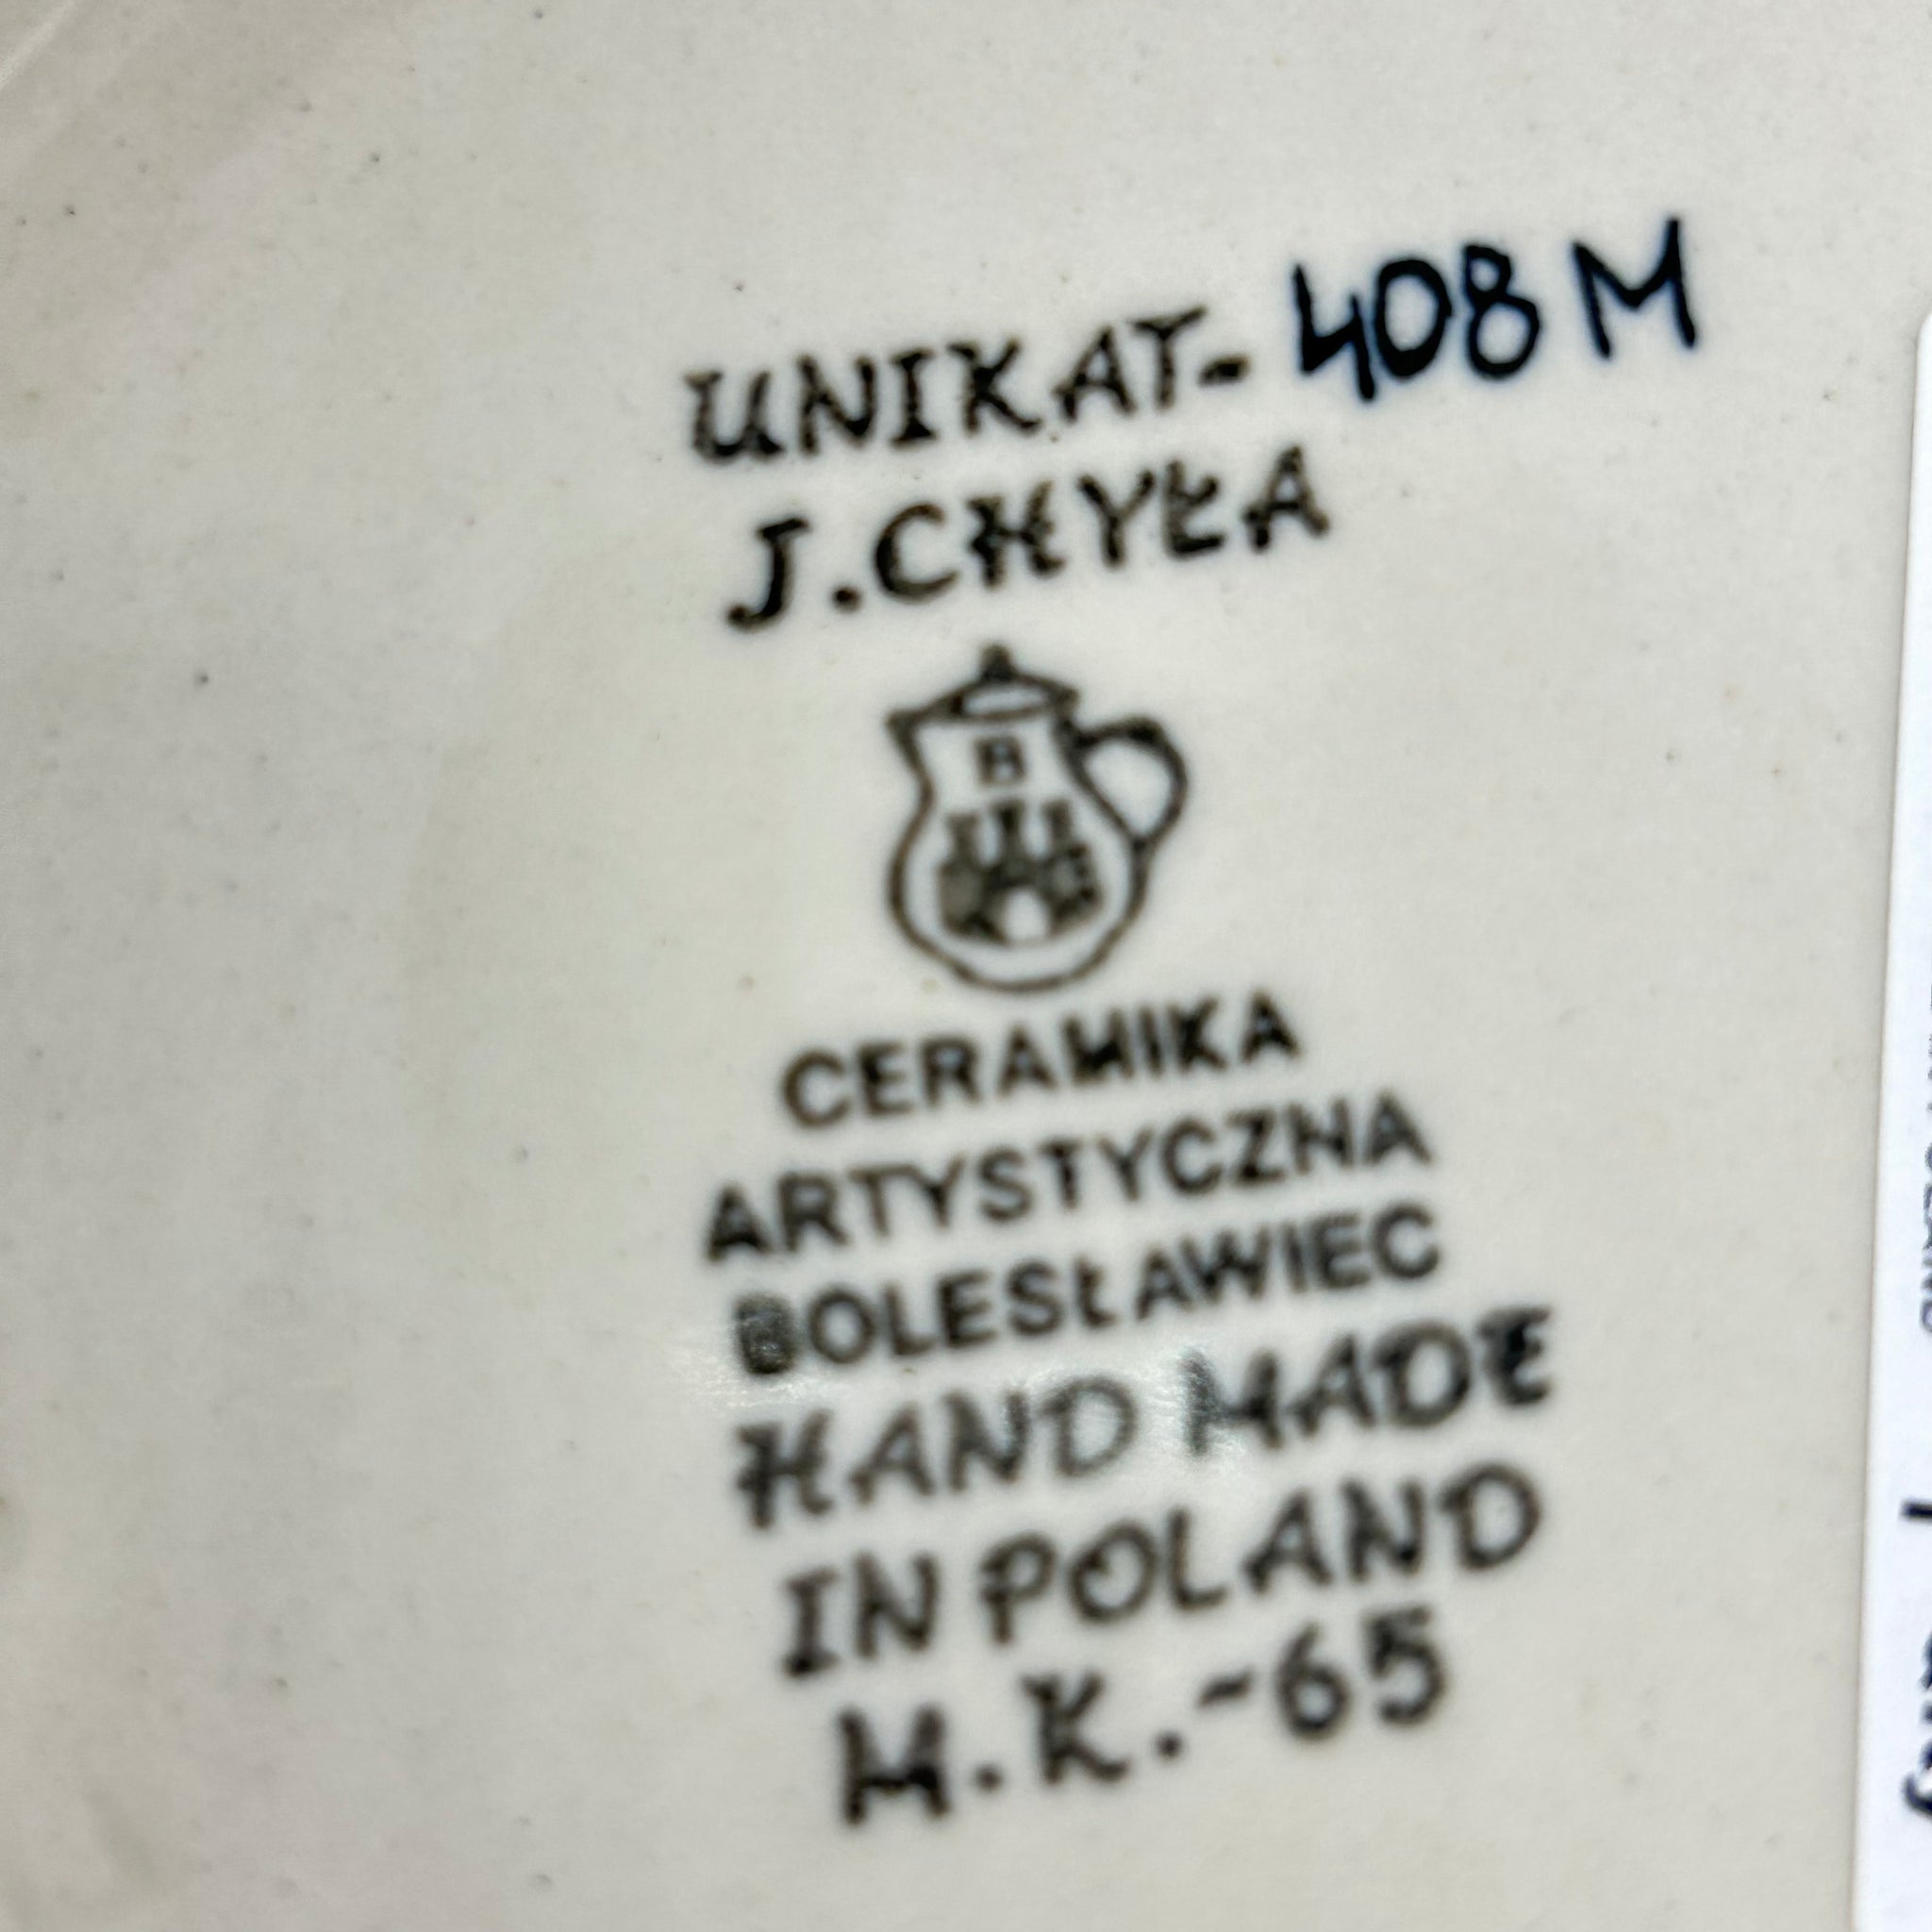 UNIKAT- 408 M
J. CHYŁA
B
CERAMIKA
ARTYSTYCZNA
BOLESŁAWIEC
HAND MADE
IN POLAND
M.K.-65